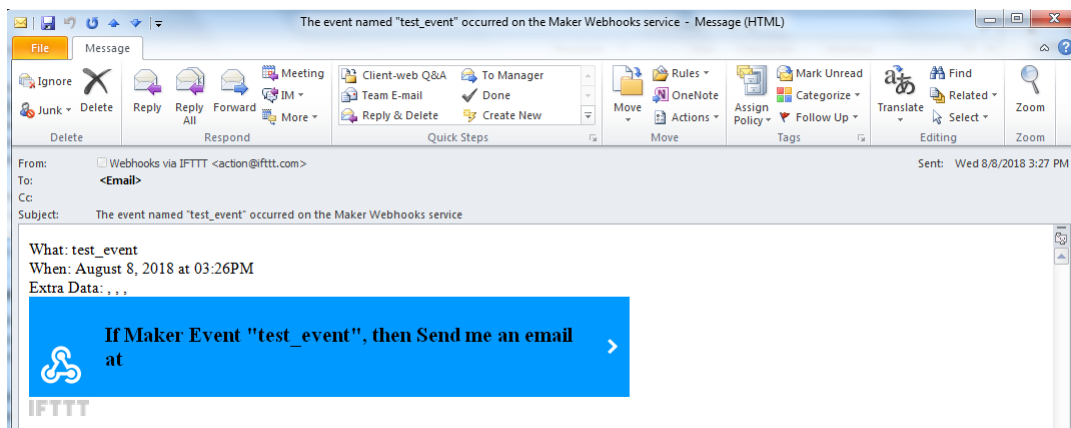 The event named "test_event" occurred on the Maker Webhooks service - Message (HTML)
File Message
Ignore
Junk
Delete
Reply
Reply All
Forward
Meeting
IM
More
Client-web Q&A
Team E-mail
Reply & Delete
To Manager
Done
Create New
Move
Rules
OneNote
Actions
Assign Policy
Mark Unread
Categorize
Follow Up
Translate
Find
Related
Select
Zoom
Delete Respond Quick Steps Move Tags Editing Zoom
From: Webhooks via IFTTT <action@ifttt.com> Sent: Wed 8/8/2018 3:27 PM
To: <Email>
Cc:
Subject: The event named "test_event" occurred on the Maker Webhooks service
What: test_event
When: August 8, 2018 at 03:26PM
Extra Data: , , ,
If Maker Event "test_event", then Send me an email
at
IFTTT